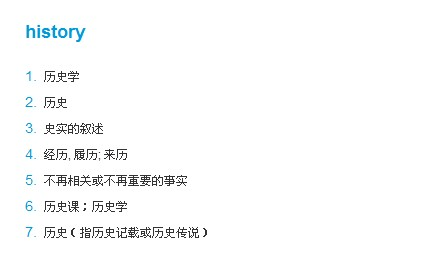 history
1. 历史学
2. 历史
3. 史实的叙述
4. 经历, 履历; 来历
5. 不再相关或不再重要的事实
6. 历史课；历史学
7. 历史（指历史记载或历史传说）